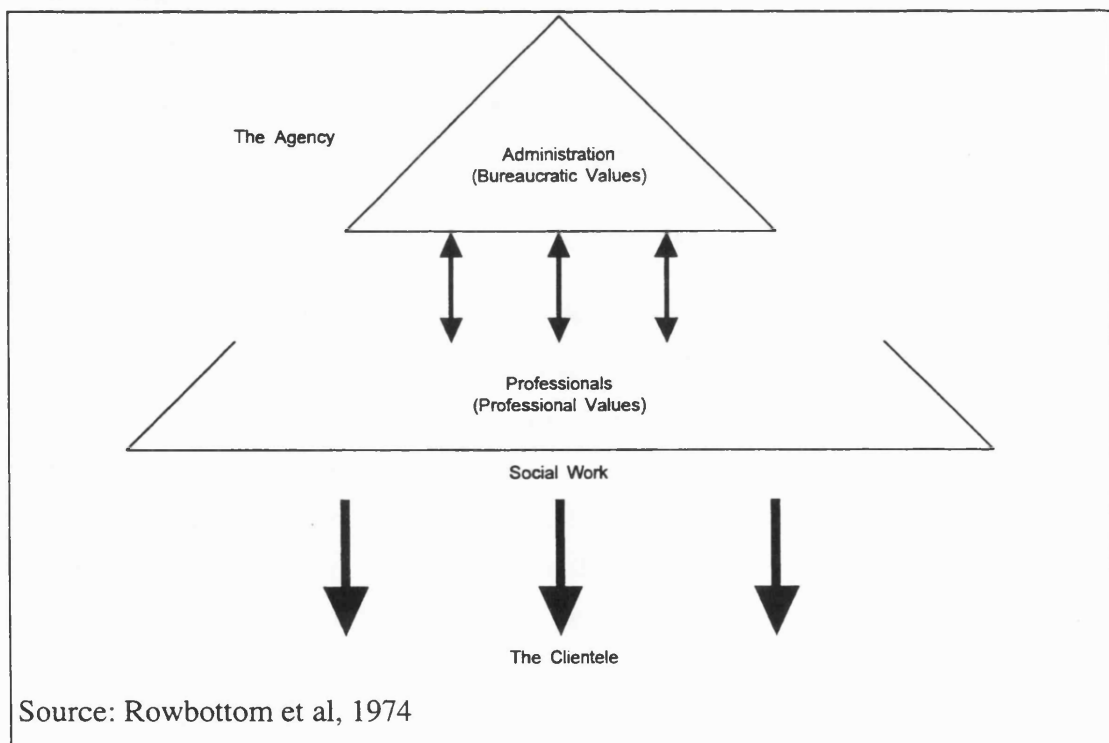 The Agency
Administration
(Bureaucratic Values)
Professionals
(Professional Values)
Social Work
The Clientele
Source: Rowbottom et al, 1974